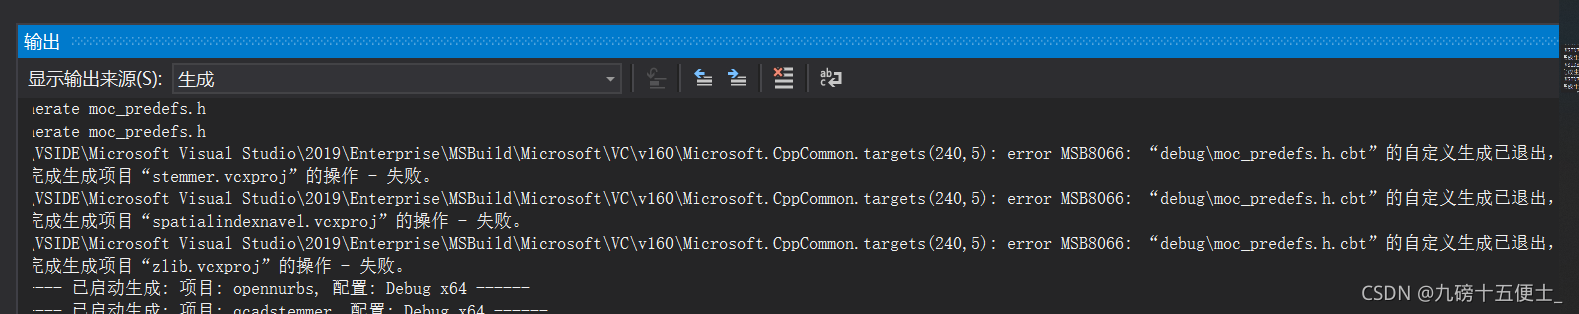 输出
显示输出来源(S): 生成
nerate moc_predefs.h
nerate moc_predefs.h
\VSIDE\Microsoft Visual Studio\2019\Enterprise\MSBuild\Microsoft\VC\v160\Microsoft.CppCommon.targets(240,5): error MSB8066: “debug\moc_predefs.h.cbt”的自定义生成已退出，
完成生成项目“stemmer.vcxproj”的操作 - 失败。
\VSIDE\Microsoft Visual Studio\2019\Enterprise\MSBuild\Microsoft\VC\v160\Microsoft.CppCommon.targets(240,5): error MSB8066: “debug\moc_predefs.h.cbt”的自定义生成已退出，
完成生成项目“spatialindexnavel.vcxproj”的操作 - 失败。
\VSIDE\Microsoft Visual Studio\2019\Enterprise\MSBuild\Microsoft\VC\v160\Microsoft.CppCommon.targets(240,5): error MSB8066: “debug\moc_predefs.h.cbt”的自定义生成已退出，
完成生成项目“zlib.vcxproj”的操作 - 失败。
---- 已启动生成: 项目: opennurbs, 配置: Debug x64 ------
---- 已启动生成: 项目: qcadstemmer, 配置: Debug x64 ------
CSDN @九磅十五便士_